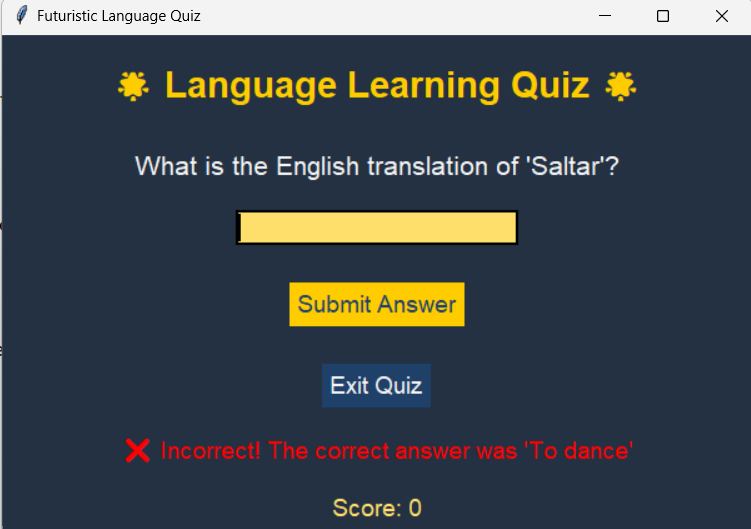 Futuristic Language Quiz
🌟 Language Learning Quiz 🌟
What is the English translation of 'Saltar'?
Submit Answer
Exit Quiz
❌ Incorrect! The correct answer was 'To dance'
Score: 0